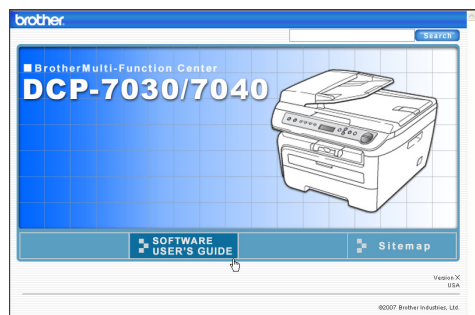 brother.
Search
BrotherMulti-Function Center
DCP-7030/7040
SOFTWARE
USER'S GUIDE
Sitemap
Version X
USA
©2007 Brother Industries, Ltd.